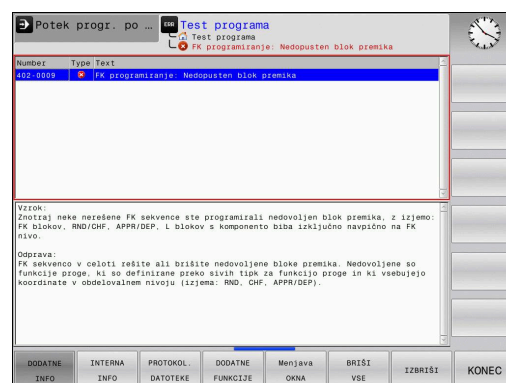 Potek progr. po ...
ERR Test programa
Test programa
FK programiranje: Nedopusten blok premika
Number Type Text
402-0009 FK programiranje: Nedopusten blok premika
Vzrok:
Znotraj neke nerešene FK sekvence ste programirali nedovoljen blok premika, z izjemo:
FK blokov, RND/CHF, APPR/DEP, L blokov s komponento biba izključno navpično na FK
nivo.
Odprava:
FK sekvenco v celoti rešite ali brišite nedovoljene bloke premika. Nedovoljene so
funkcije proge, ki so definirane preko sivih tipk za funkcijo proge in ki vsebujejo
koordinate v obdelovalnem nivoju (izjema: RND, CHF, APPR/DEP).
DODATNE INFO
INTERNA INFO
PROTOKOL. DATOTEKE
DODATNE FUNKCIJE
Menjava OKNA
BRIŠI VSE
IZBRIŠI
KONEC